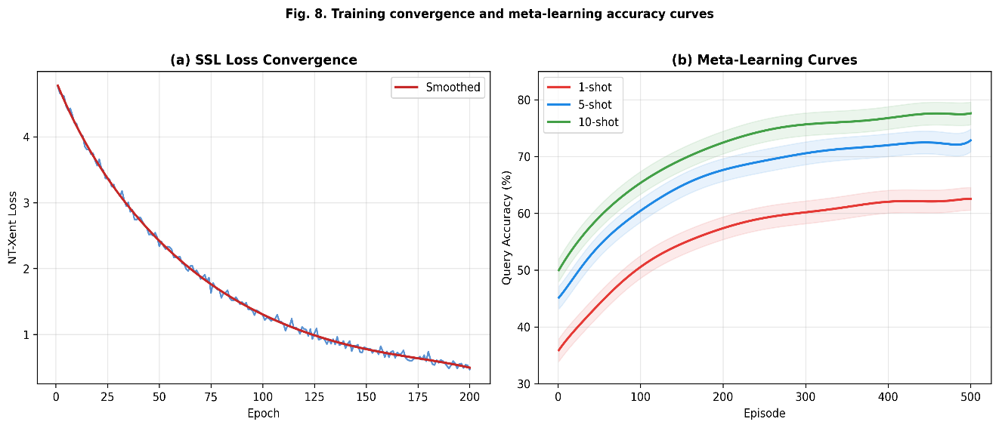 Fig. 8. Training convergence and meta-learning accuracy curves
(a) SSL Loss Convergence
Smoothed
4
3
2
1
NT-Xent Loss
0 25 50 75 100 125 150 175 200
Epoch
(b) Meta-Learning Curves
1-shot
5-shot
10-shot
80
70
60
50
40
30
Query Accuracy (%)
0 100 200 300 400 500
Episode